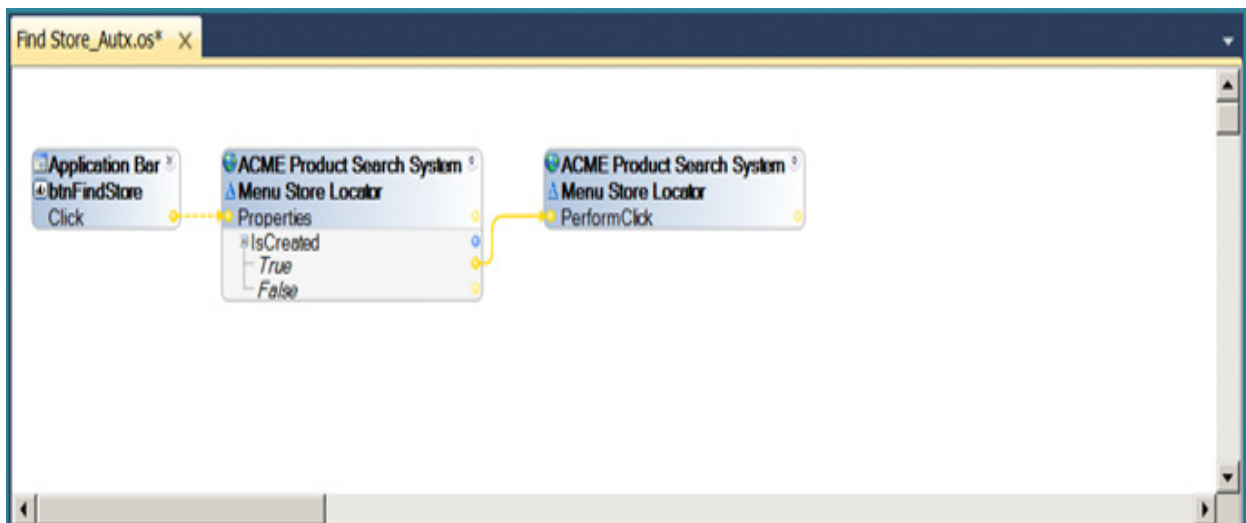 Find Store_Autx.os*
Application Bar
btnFindStore
Click
ACME Product Search System
Menu Store Locator
Properties
IsCreated
True
False
ACME Product Search System
Menu Store Locator
PerformClick